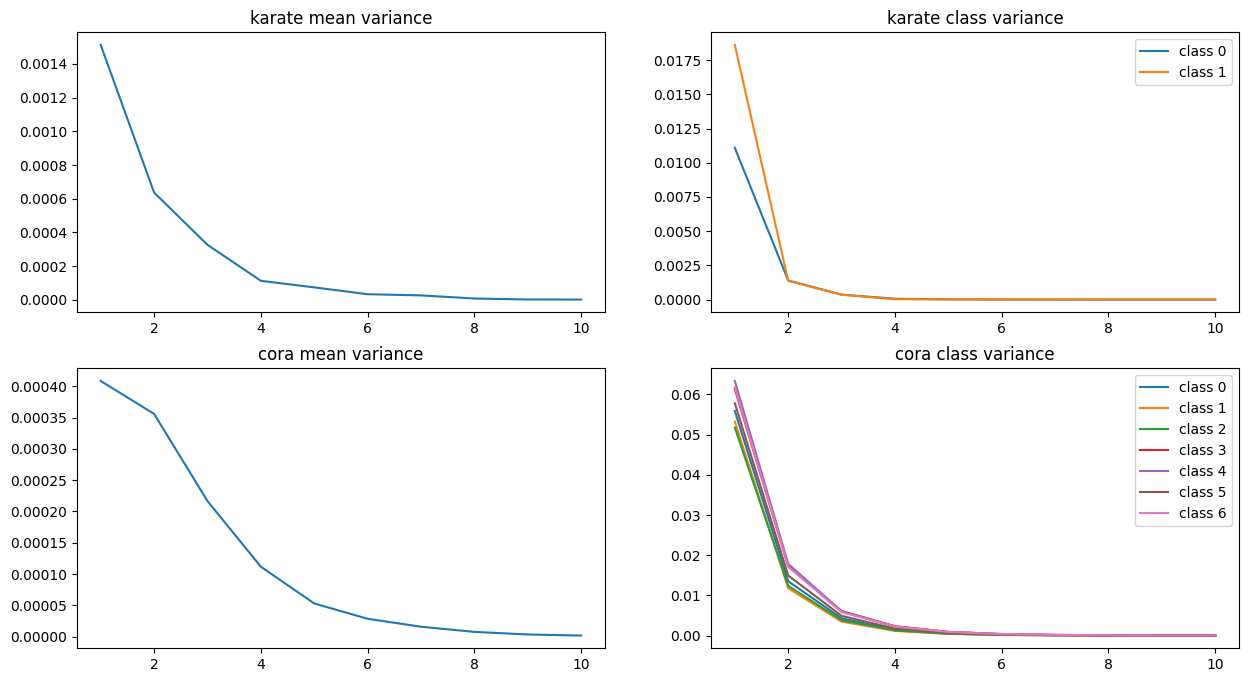 karate mean variance
0.0014
0.0012
0.0010
0.0008
0.0006
0.0004
0.0002
0.0000
2 4 6 8 10
karate class variance
0.0175
0.0150
0.0125
0.0100
0.0075
0.0050
0.0025
0.0000
2 4 6 8 10
class 0
class 1
cora mean variance
0.00040
0.00035
0.00030
0.00025
0.00020
0.00015
0.00010
0.00005
0.00000
2 4 6 8 10
cora class variance
0.06
0.05
0.04
0.03
0.02
0.01
0.00
2 4 6 8 10
class 0
class 1
class 2
class 3
class 4
class 5
class 6